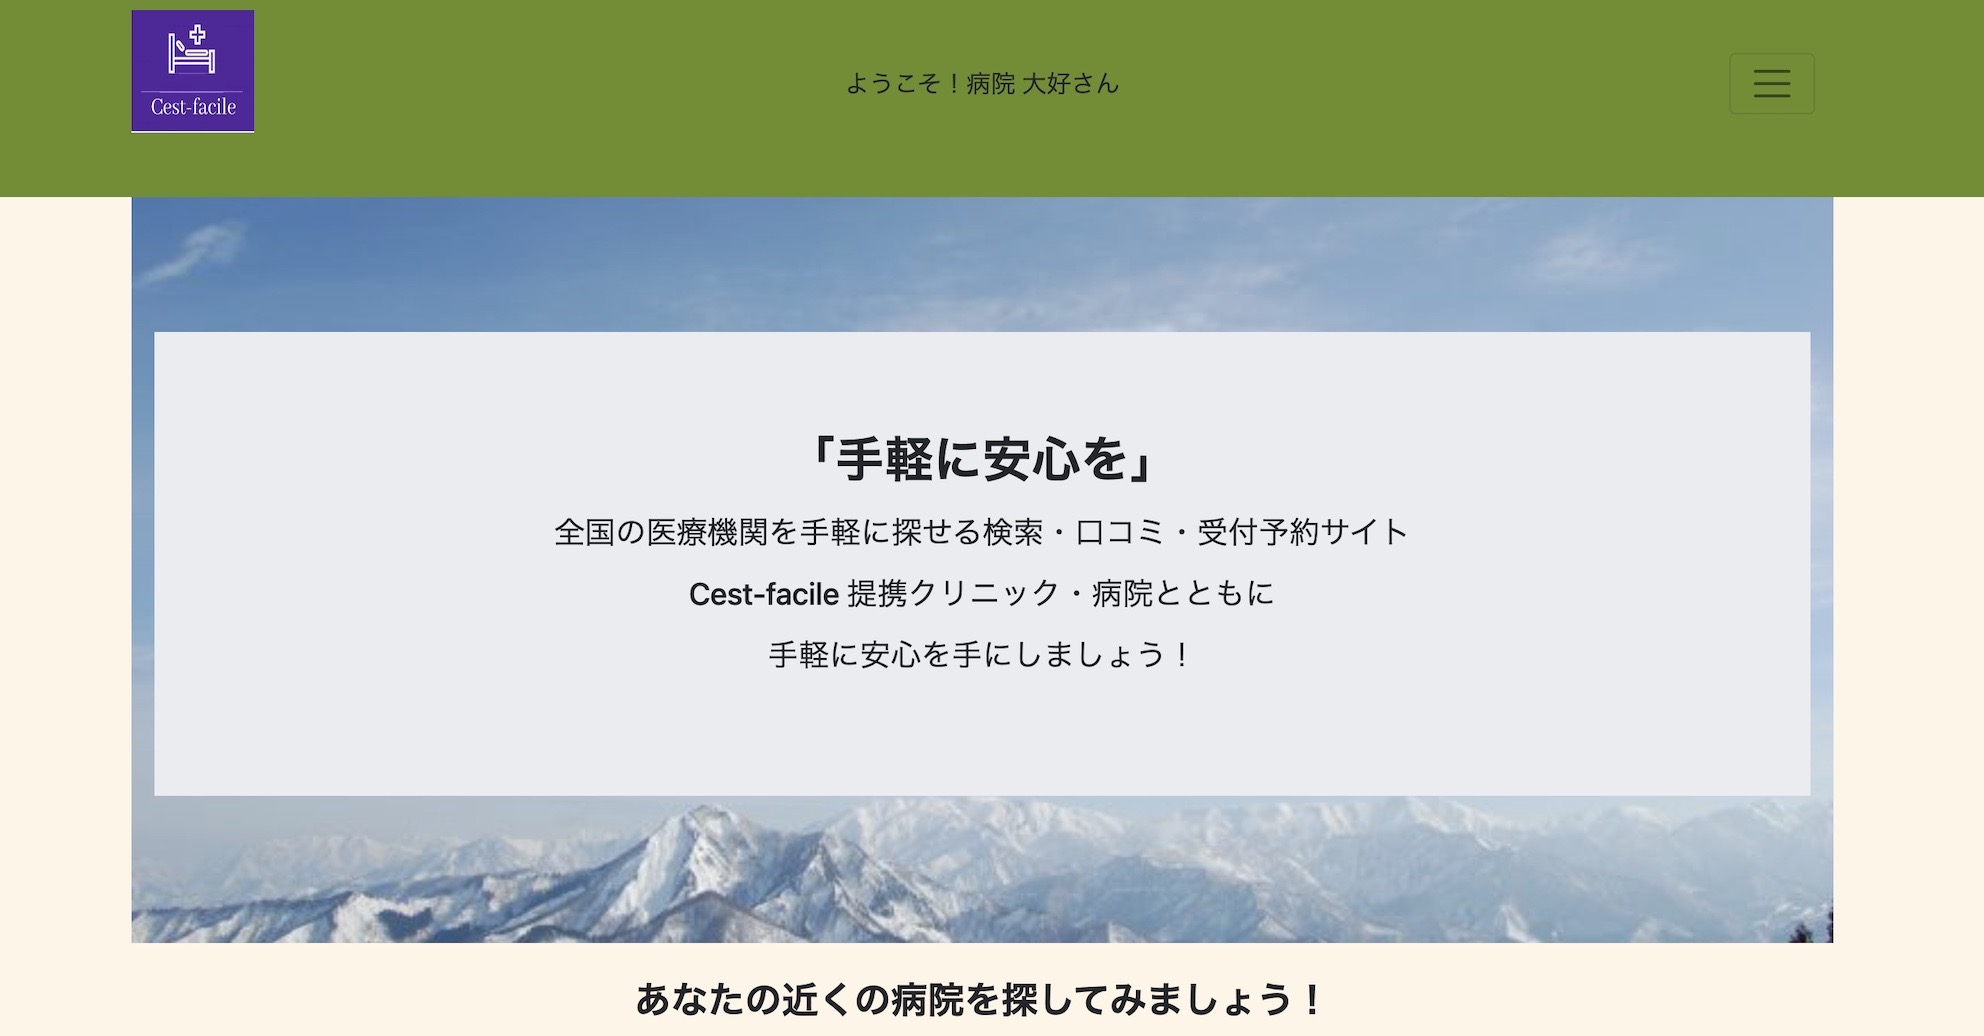 Cest-facile
ようこそ！病院 大好さん
「手軽に安心を」
全国の医療機関を手軽に探せる検索・口コミ・受付予約サイト
Cest-facile 提携クリニック・病院とともに
手軽に安心を手にしましょう！
あなたの近くの病院を探してみましょう！